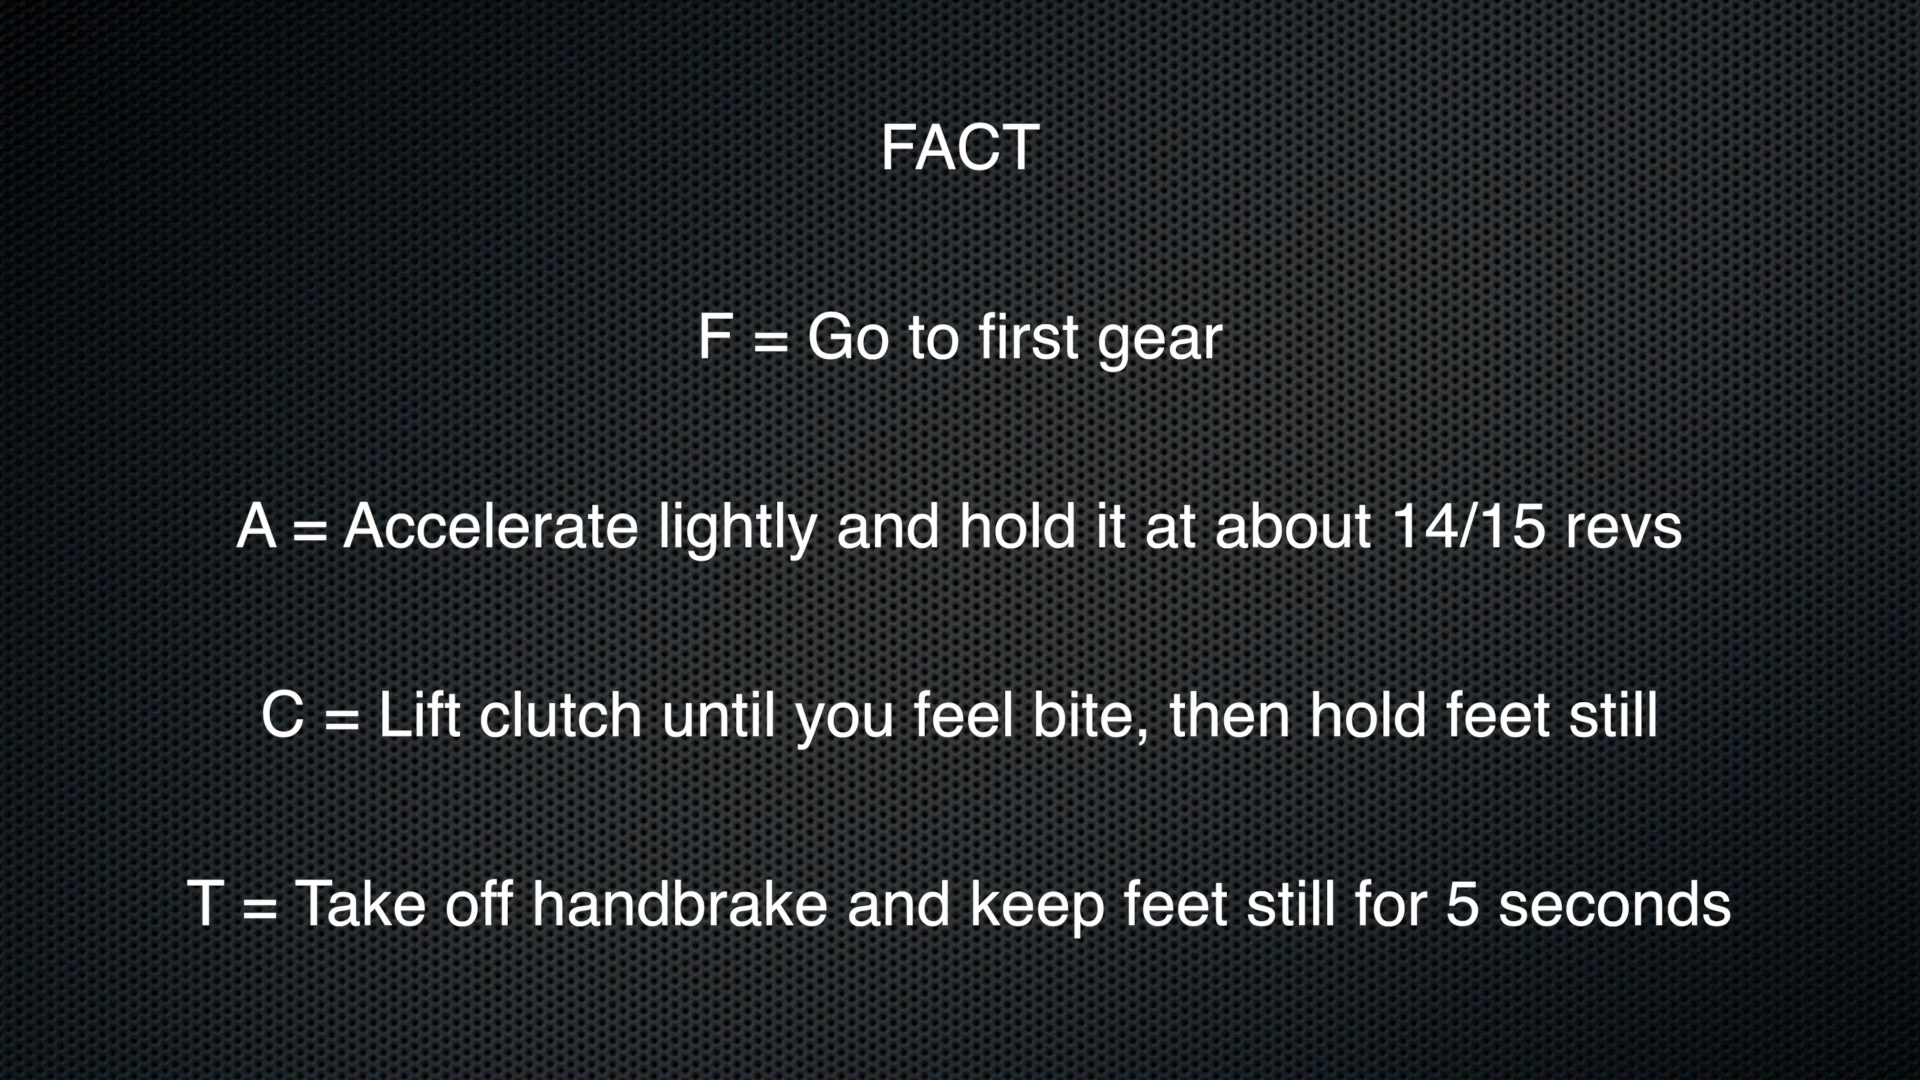 FACT
F = Go to first gear
A = Accelerate lightly and hold it at about 14/15 revs
C = Lift clutch until you feel bite, then hold feet still
T = Take off handbrake and keep feet still for 5 seconds